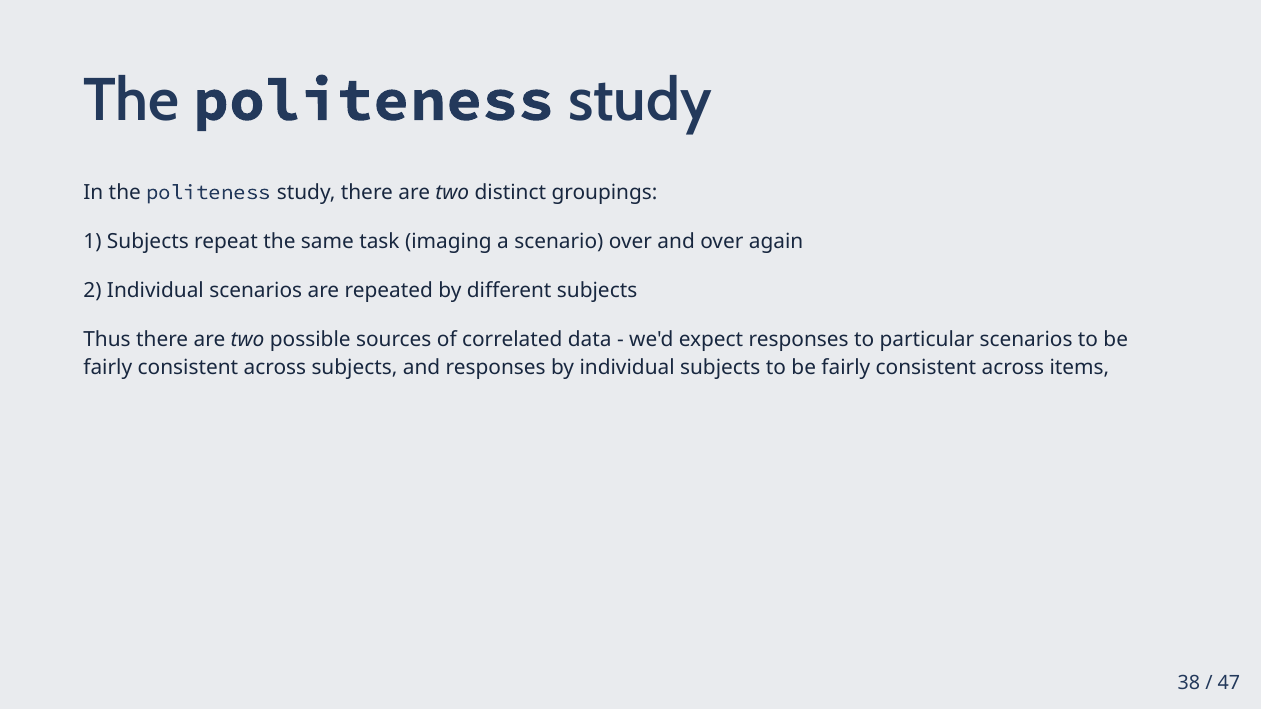 The politeness study
In the politeness study, there are two distinct groupings:
1) Subjects repeat the same task (imaging a scenario) over and over again
2) Individual scenarios are repeated by different subjects
Thus there are two possible sources of correlated data - we'd expect responses to particular scenarios to be
fairly consistent across subjects, and responses by individual subjects to be fairly consistent across items,
38 / 47